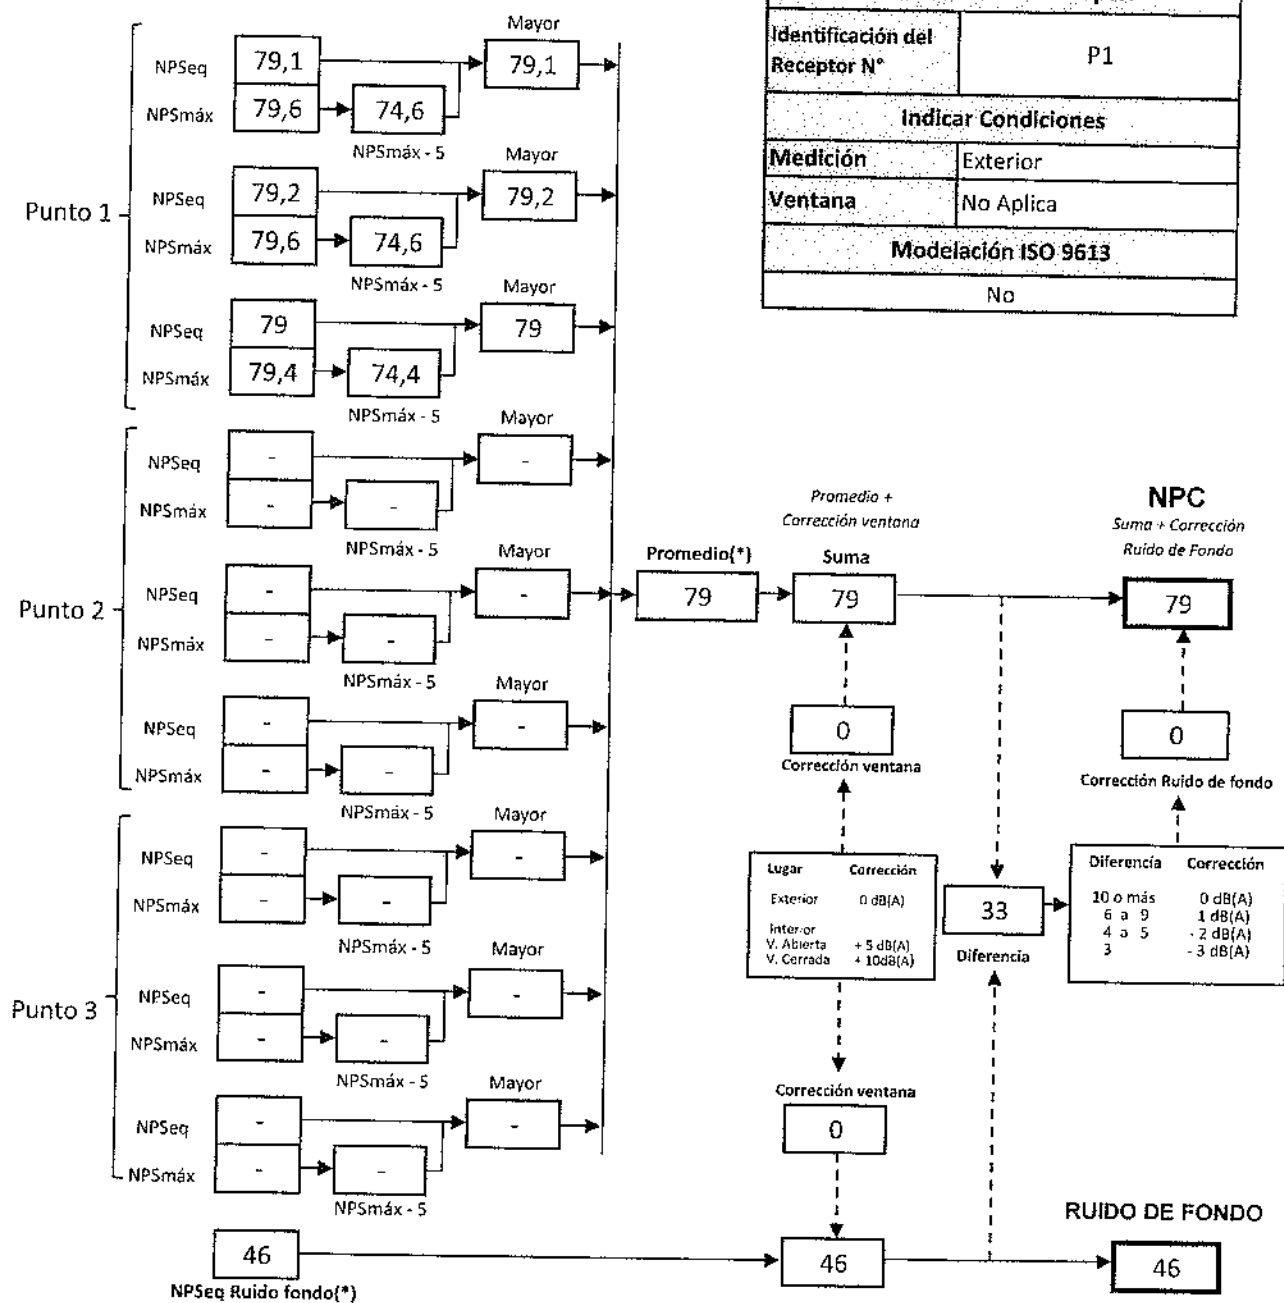 Identificación del
Receptor N°
P1
Indicar Condiciones
Medición
Exterior
Ventana
No Aplica
Modelación ISO 9613
No
Punto 1
Mayor
NPSeq
79,1
79,1
NPSmáx
79,6
74,6
NPSmáx - 5
Mayor
NPSeq
79,2
79,2
NPSmáx
79,6
74,6
NPSmáx - 5
Mayor
NPSeq
79
79
NPSmáx
79,4
74,4
NPSmáx - 5
Punto 2
Mayor
NPSeq
-
-
NPSmáx
-
-
NPSmáx - 5
Mayor
NPSeq
-
-
NPSmáx
-
-
NPSmáx - 5
Mayor
NPSeq
-
-
NPSmáx
-
-
NPSmáx - 5
Punto 3
Mayor
NPSeq
-
-
NPSmáx
-
-
NPSmáx - 5
Mayor
NPSeq
-
-
NPSmáx
-
-
NPSmáx - 5
Mayor
NPSeq
-
-
NPSmáx
-
-
NPSmáx - 5
Promedio(*)
79
Promedio +
Corrección ventana
Suma
79
NPC
Suma + Corrección
Ruido de Fondo
79
0
Corrección ventana
0
Corrección Ruido de fondo
Lugar Corrección
Exterior 0 dB(A)
Interior
V. Abierta + 5 dB(A)
V. Cerrada + 10dB(A)
33
Diferencia
Diferencia Corrección
10 o más 0 dB(A)
6 a 9 1 dB(A)
4 a 5 - 2 dB(A)
3 - 3 dB(A)
Corrección ventana
0
46
NPSeq Ruido fondo(*)
46
RUIDO DE FONDO
46